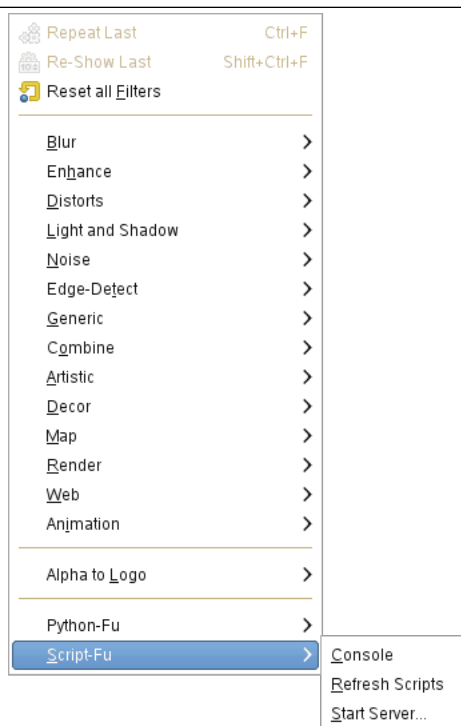 Repeat Last Ctrl+F
Re-Show Last Shift+Ctrl+F
Reset all Filters
Blur
Enhance
Distorts
Light and Shadow
Noise
Edge-Detect
Generic
Combine
Artistic
Decor
Map
Render
Web
Animation
Alpha to Logo
Python-Fu
Script-Fu
Console
Refresh Scripts
Start Server...